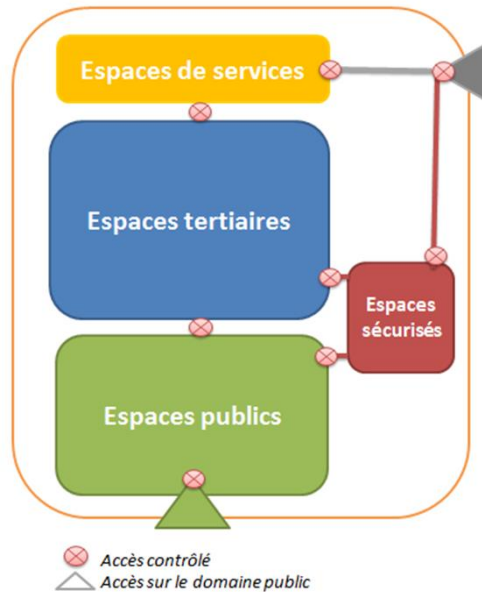 Espaces de services
Espaces tertiaires
Espaces
sécurisés
Espaces publics
Accès contrôlé
Accès sur le domaine public